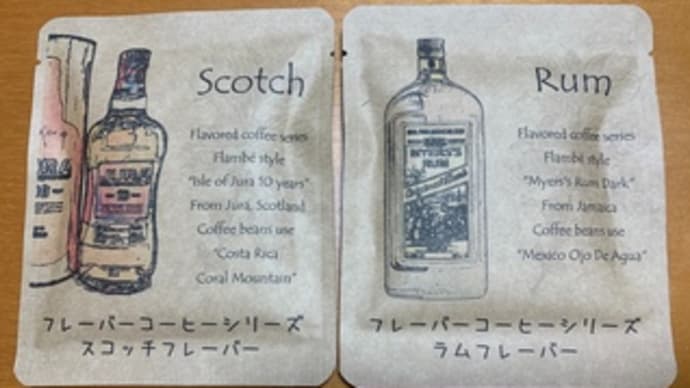 Scotch
Flavored coffee series
Flambé style
"Isle of Jura 10 years"
From Jura, Scotland
Coffee beans use
"Costa Rica
Coral Mountain"
フレーバーコーヒーシリーズ
スコッチフレーバー
Rum
Flavored coffee series
Flambé style
"Myers's Rum Dark"
From Jamaica
Coffee beans use
"Mexico Ojo De Agua"
フレーバーコーヒーシリーズ
ラムフレーバー
JURA
MYERS'S
RUM